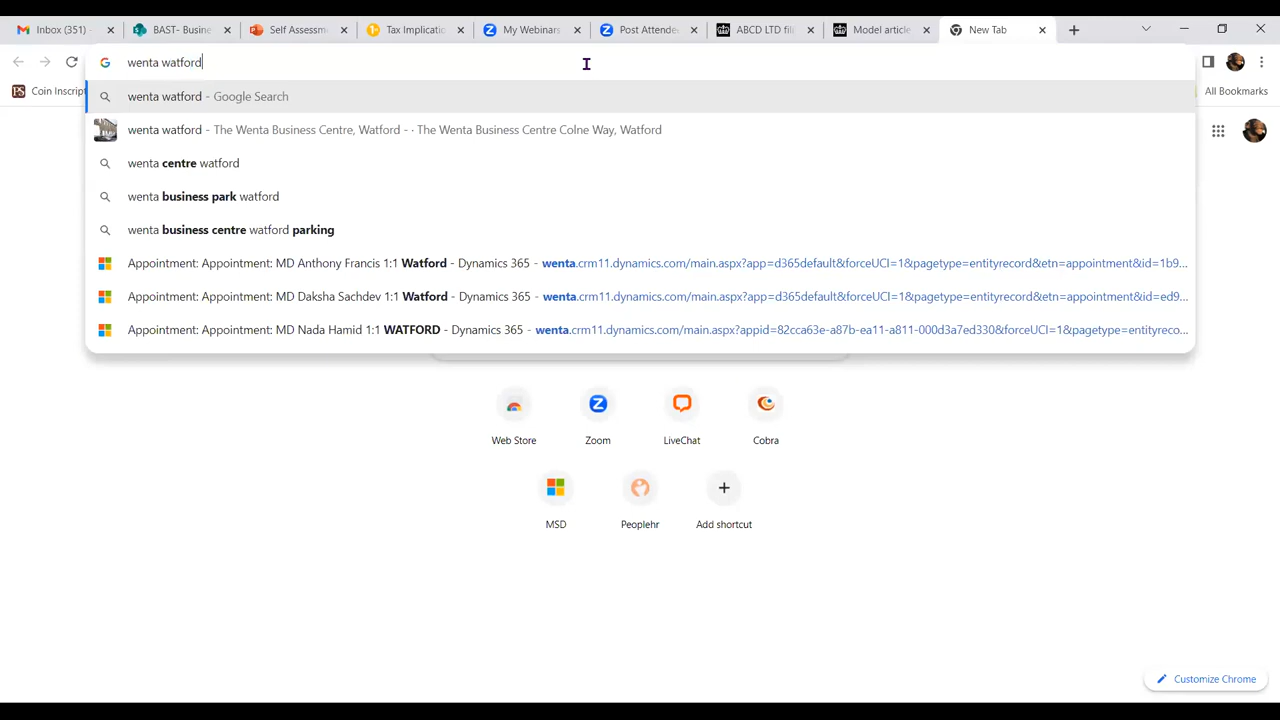 Inbox (351) -
BAST- Busine
Self Assessm
Tax Implicatio
My Webinars
Post Attende
ABCD LTD fili
Model article
New Tab
wenta watford
Coin Inscript
All Bookmarks
wenta watford - Google Search
wenta watford - The Wenta Business Centre, Watford - · The Wenta Business Centre Colne Way, Watford
wenta centre watford
wenta business park watford
wenta business centre watford parking
Appointment: Appointment: MD Anthony Francis 1:1 Watford - Dynamics 365 - wenta.crm11.dynamics.com/main.aspx?app=d365default&forceUCI=1&pagetype=entityrecord&etn=appointment&id=1b9...
Appointment: Appointment: MD Daksha Sachdev 1:1 Watford - Dynamics 365 - wenta.crm11.dynamics.com/main.aspx?app=d365default&forceUCI=1&pagetype=entityrecord&etn=appointment&id=ed9...
Appointment: Appointment: MD Nada Hamid 1:1 WATFORD - Dynamics 365 - wenta.crm11.dynamics.com/main.aspx?appid=82cca63e-a87b-ea11-a811-000d3a7ed330&forceUCI=1&pagetype=entityreco...
Web Store
Zoom
LiveChat
Cobra
MSD
Peoplehr
Add shortcut
Customize Chrome